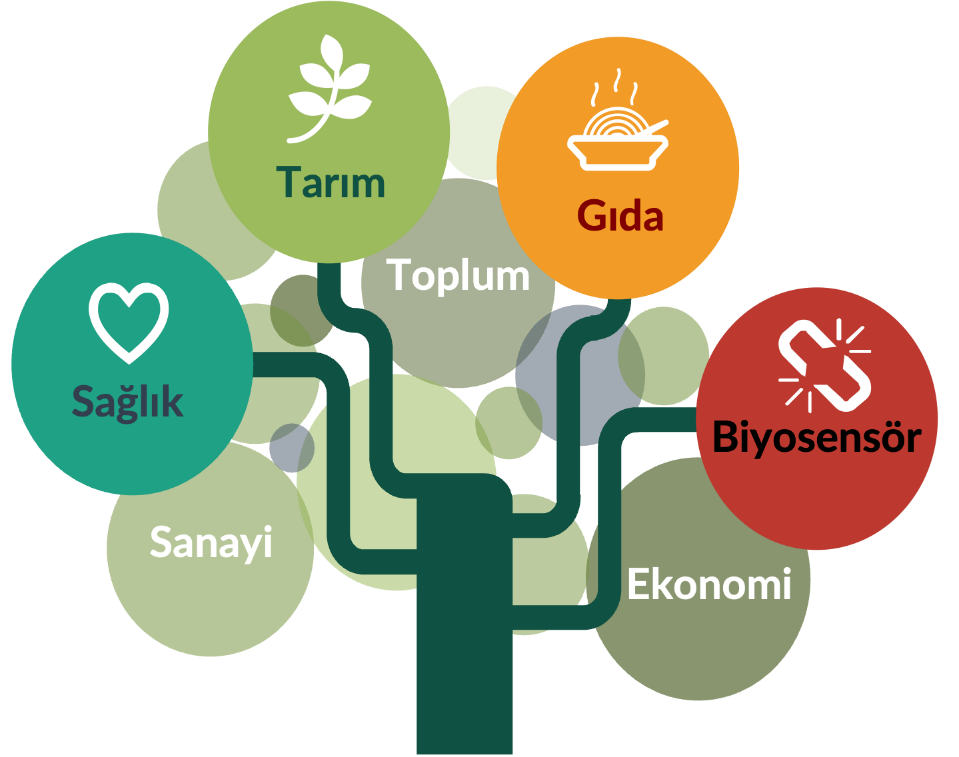 Tarım
Gıda
Toplum
Sağlık
Biyosensör
Sanayi
Ekonomi